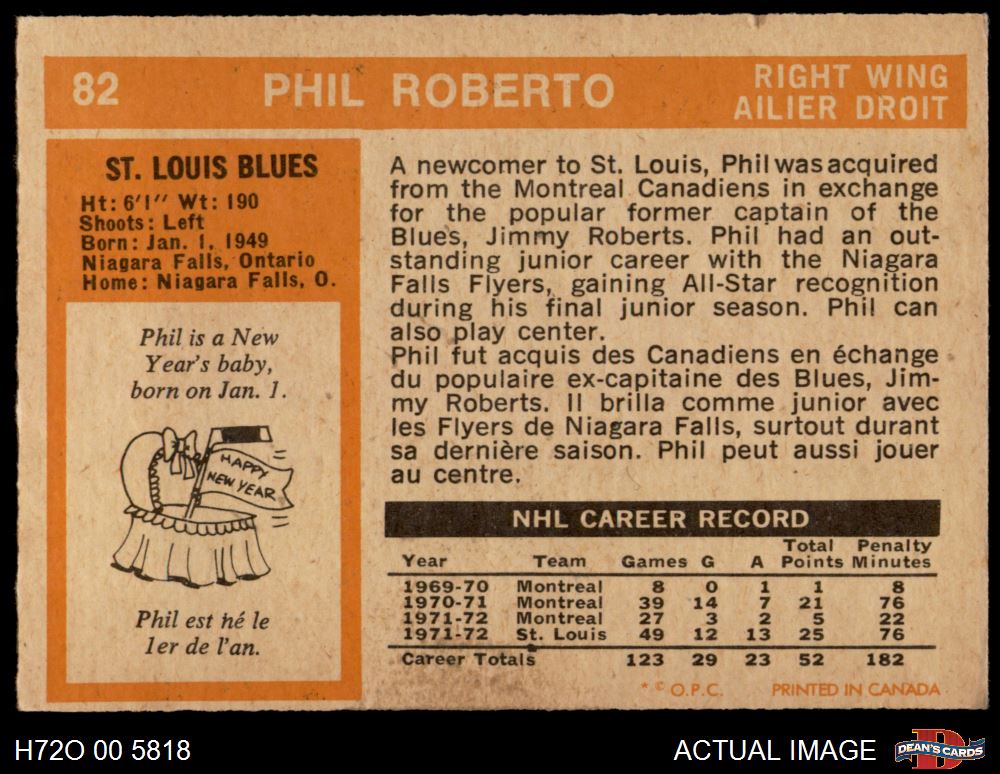 82 PHIL ROBERTO RIGHT WING
AILIER DROIT
ST. LOUIS BLUES
Ht: 6'1" Wt: 190
Shoots: Left
Born: Jan. 1, 1949
Niagara Falls, Ontario
Home: Niagara Falls, O.
Phil is a New
Year's baby,
born on Jan. 1.
HAPPY
NEW YEAR
Phil est né le
1er de l'an.
A newcomer to St. Louis, Phil was acquired
from the Montreal Canadiens in exchange
for the popular former captain of the
Blues, Jimmy Roberts. Phil had an out-
standing junior career with the Niagara
Falls Flyers, gaining All-Star recognition
during his final junior season. Phil can
also play center.
Phil fut acquis des Canadiens en échange
du populaire ex-capitaine des Blues, Jim-
my Roberts. Il brilla comme junior avec
les Flyers de Niagara Falls, surtout durant
sa dernière saison. Phil peut aussi jouer
au centre.
NHL CAREER RECORD
Total Penalty
Year Team Games G A Points Minutes
1969-70 Montreal 8 0 1 1 8
1970-71 Montreal 39 14 7 21 76
1971-72 Montreal 27 3 2 5 22
1971-72 St. Louis 49 12 13 25 76
Career Totals 123 29 23 52 182
* © O.P.C. PRINTED IN CANADA
H72O 00 5818 ACTUAL IMAGE DEAN'S CARDS